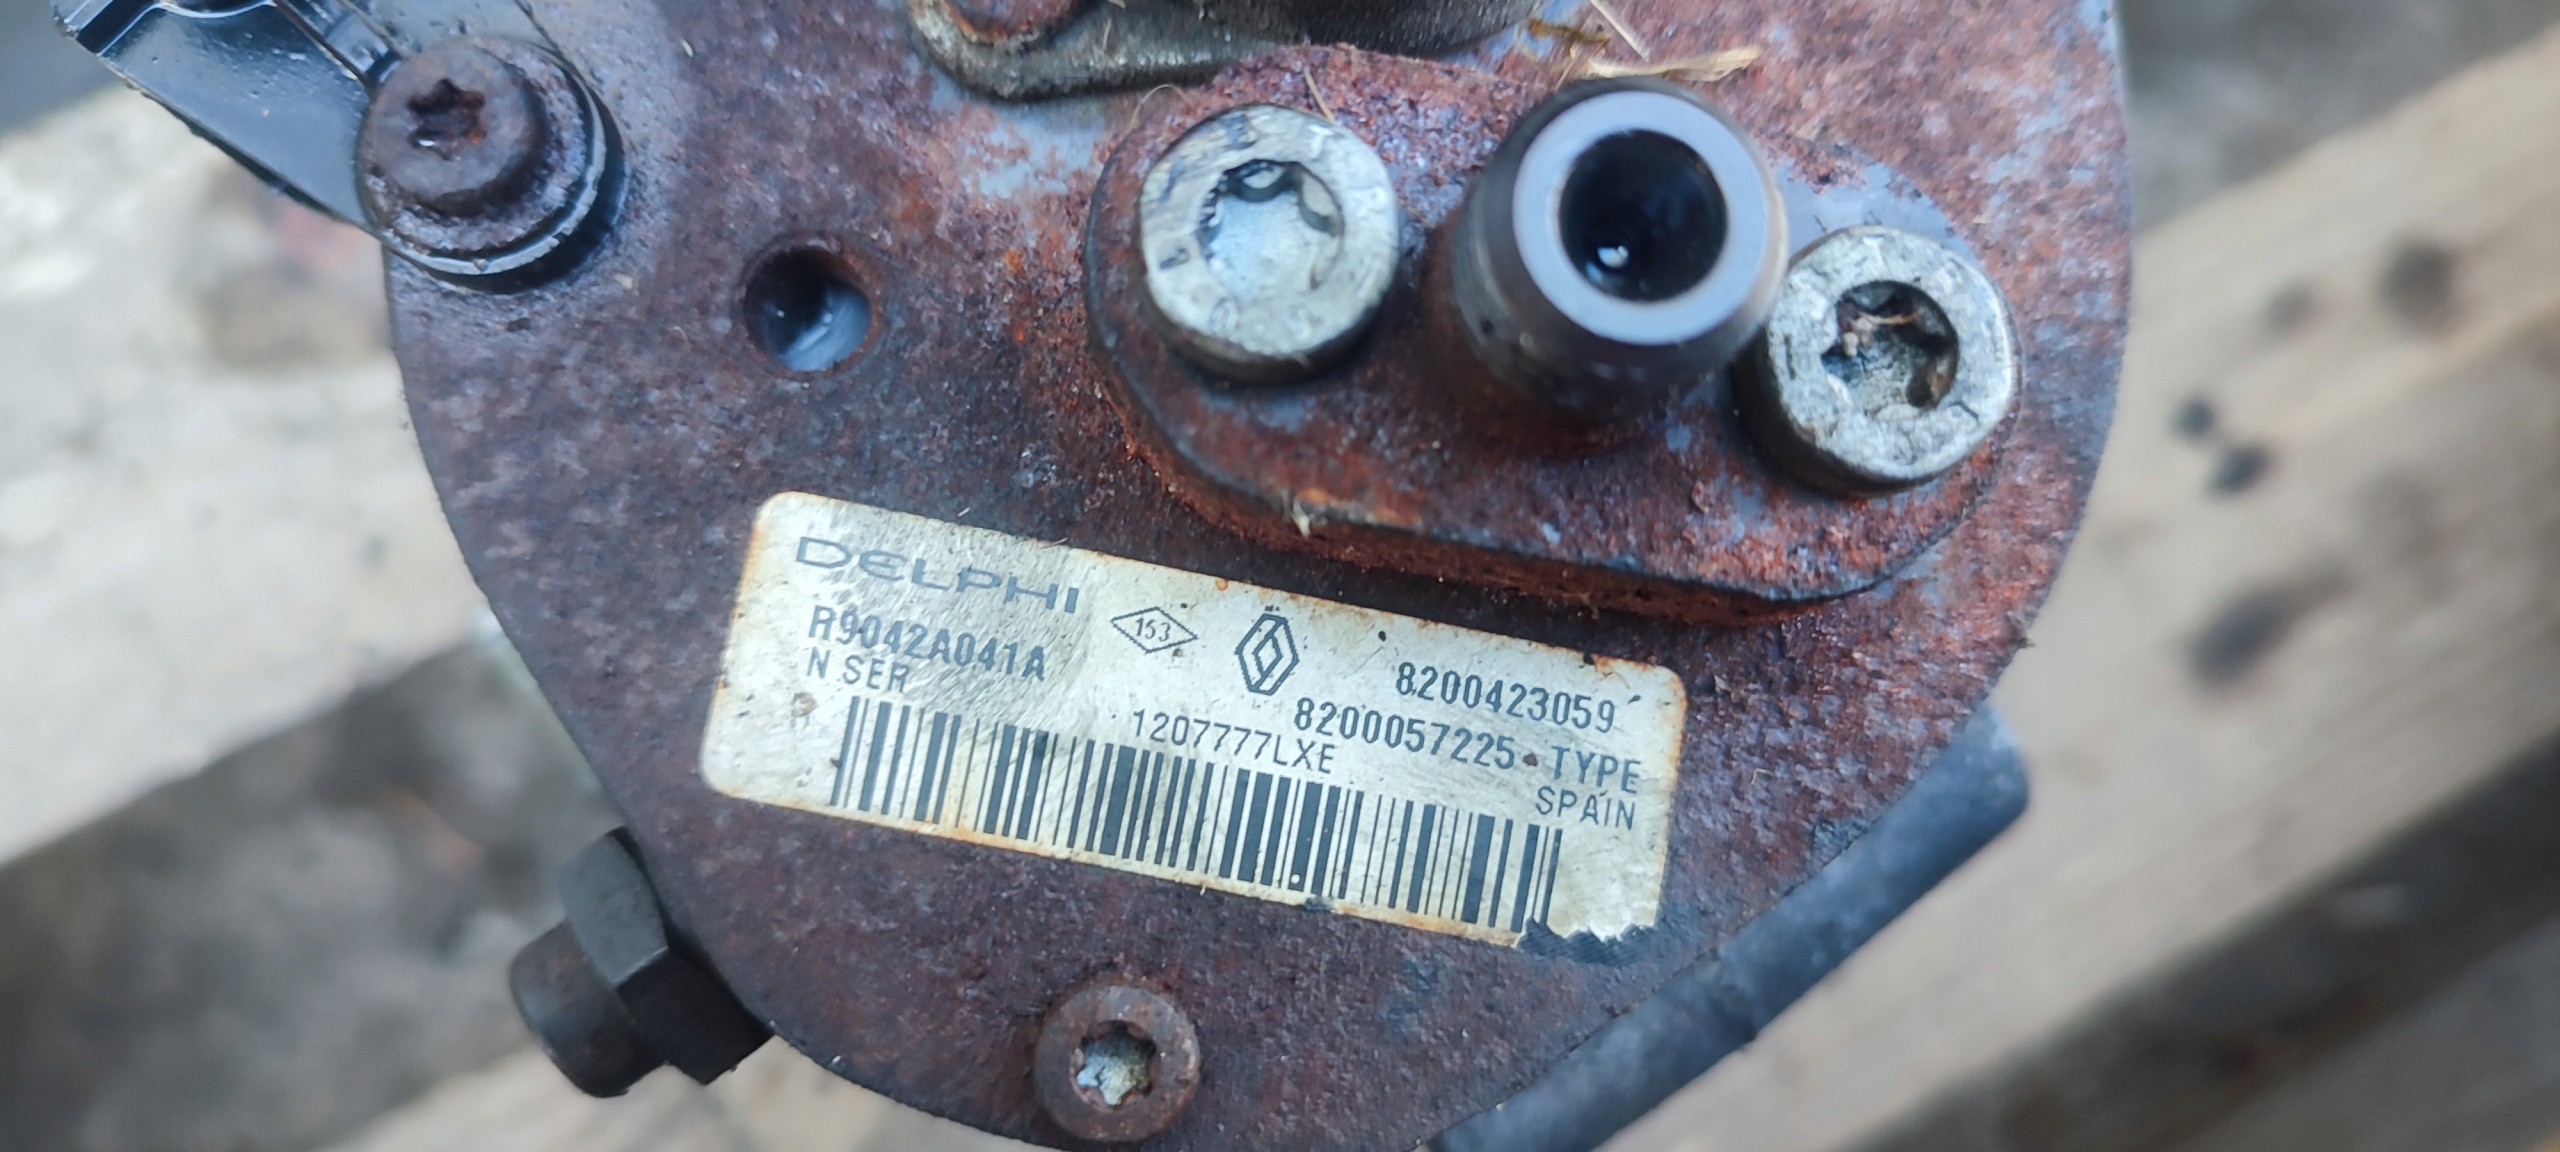 DELPHI
R9042A041A
153
8200423059
N SER
8200057225
TYPE
1207777LXE
SPAIN